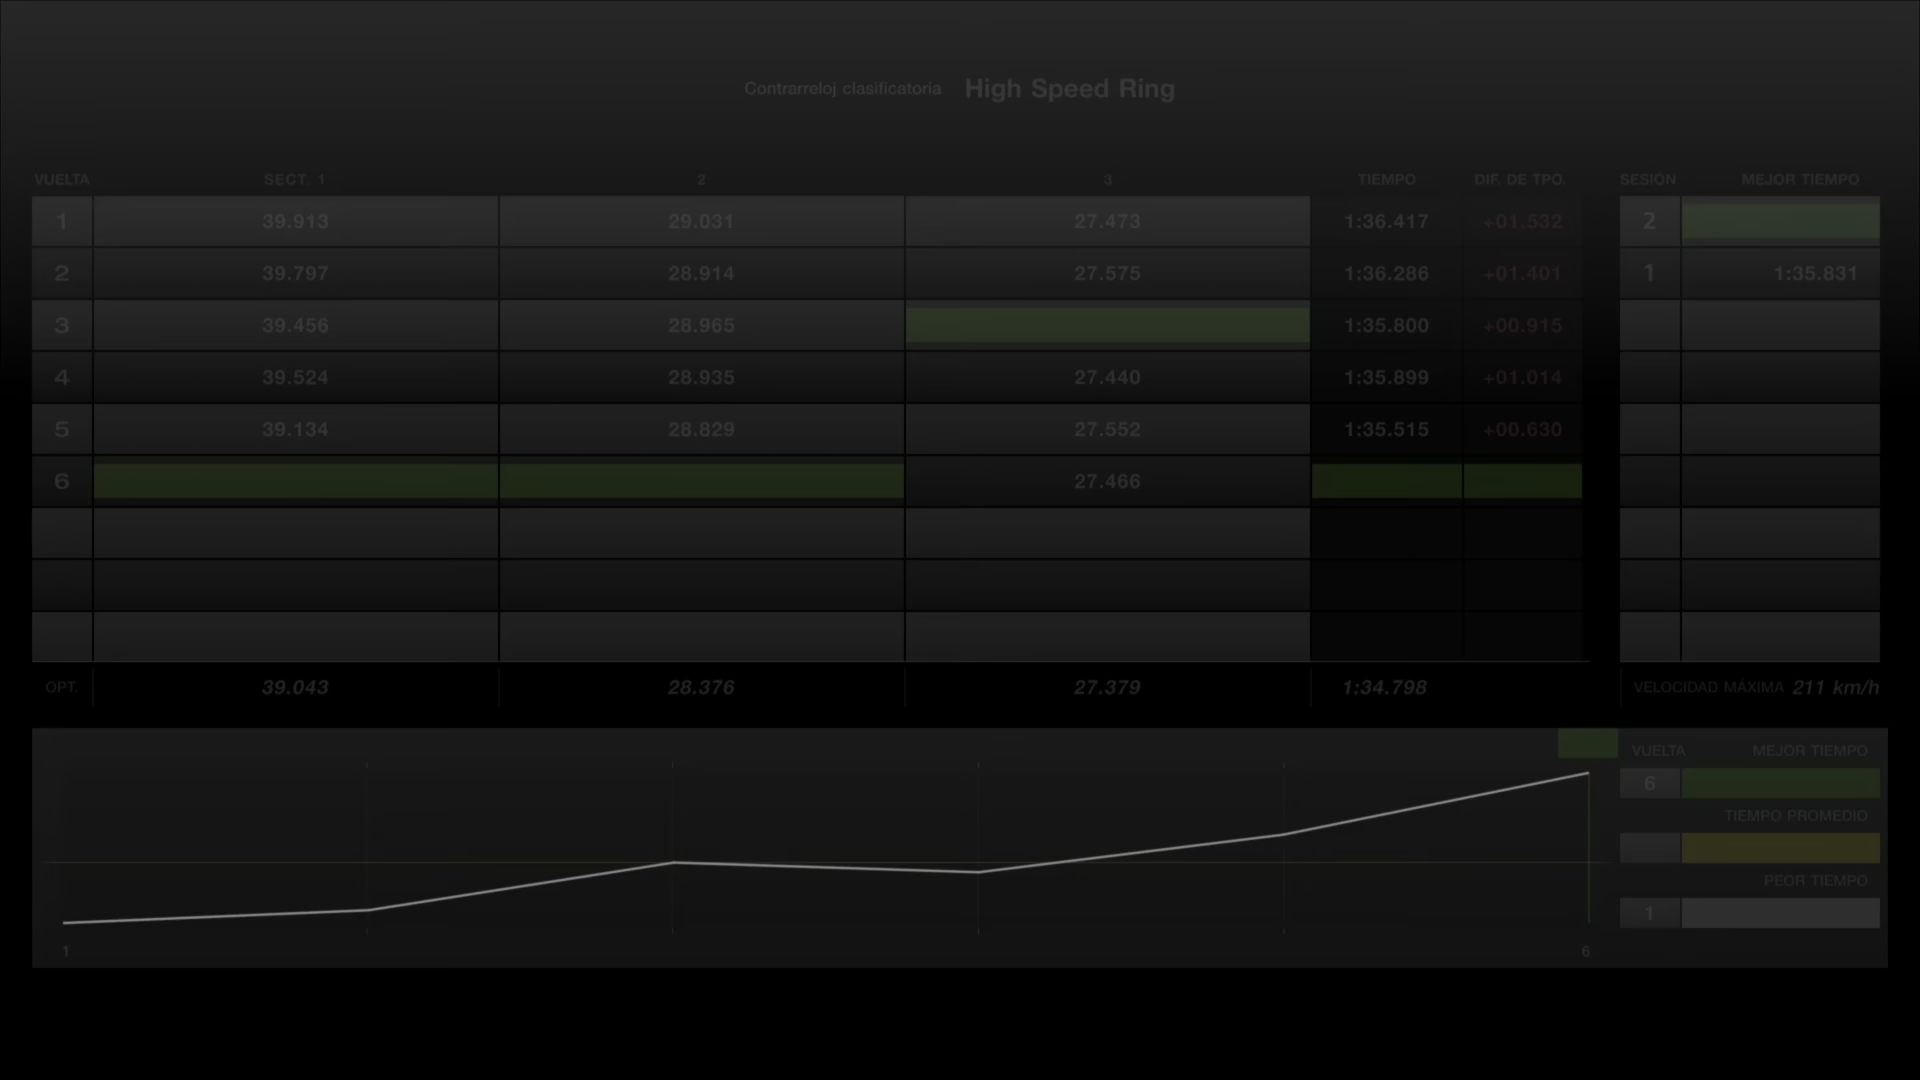 Contrarreloj clasificatoria High Speed Ring
VUELTA SECT. 1 2 3 TIEMPO DIF. DE TPO. SESIÓN MEJOR TIEMPO
1 39.913 29.031 27.473 1:36.417 +01.532 2
2 39.797 28.914 27.575 1:36.286 +01.401 1 1:35.831
3 39.456 28.965 1:35.800 +00.915
4 39.524 28.935 27.440 1:35.899 +01.014
5 39.134 28.829 27.552 1:35.515 +00.630
6 27.466
OPT. 39.043 28.376 27.379 1:34.798 VELOCIDAD MÁXIMA 211 km/h
VUELTA MEJOR TIEMPO
6
TIEMPO PROMEDIO
PEOR TIEMPO
1
1 6